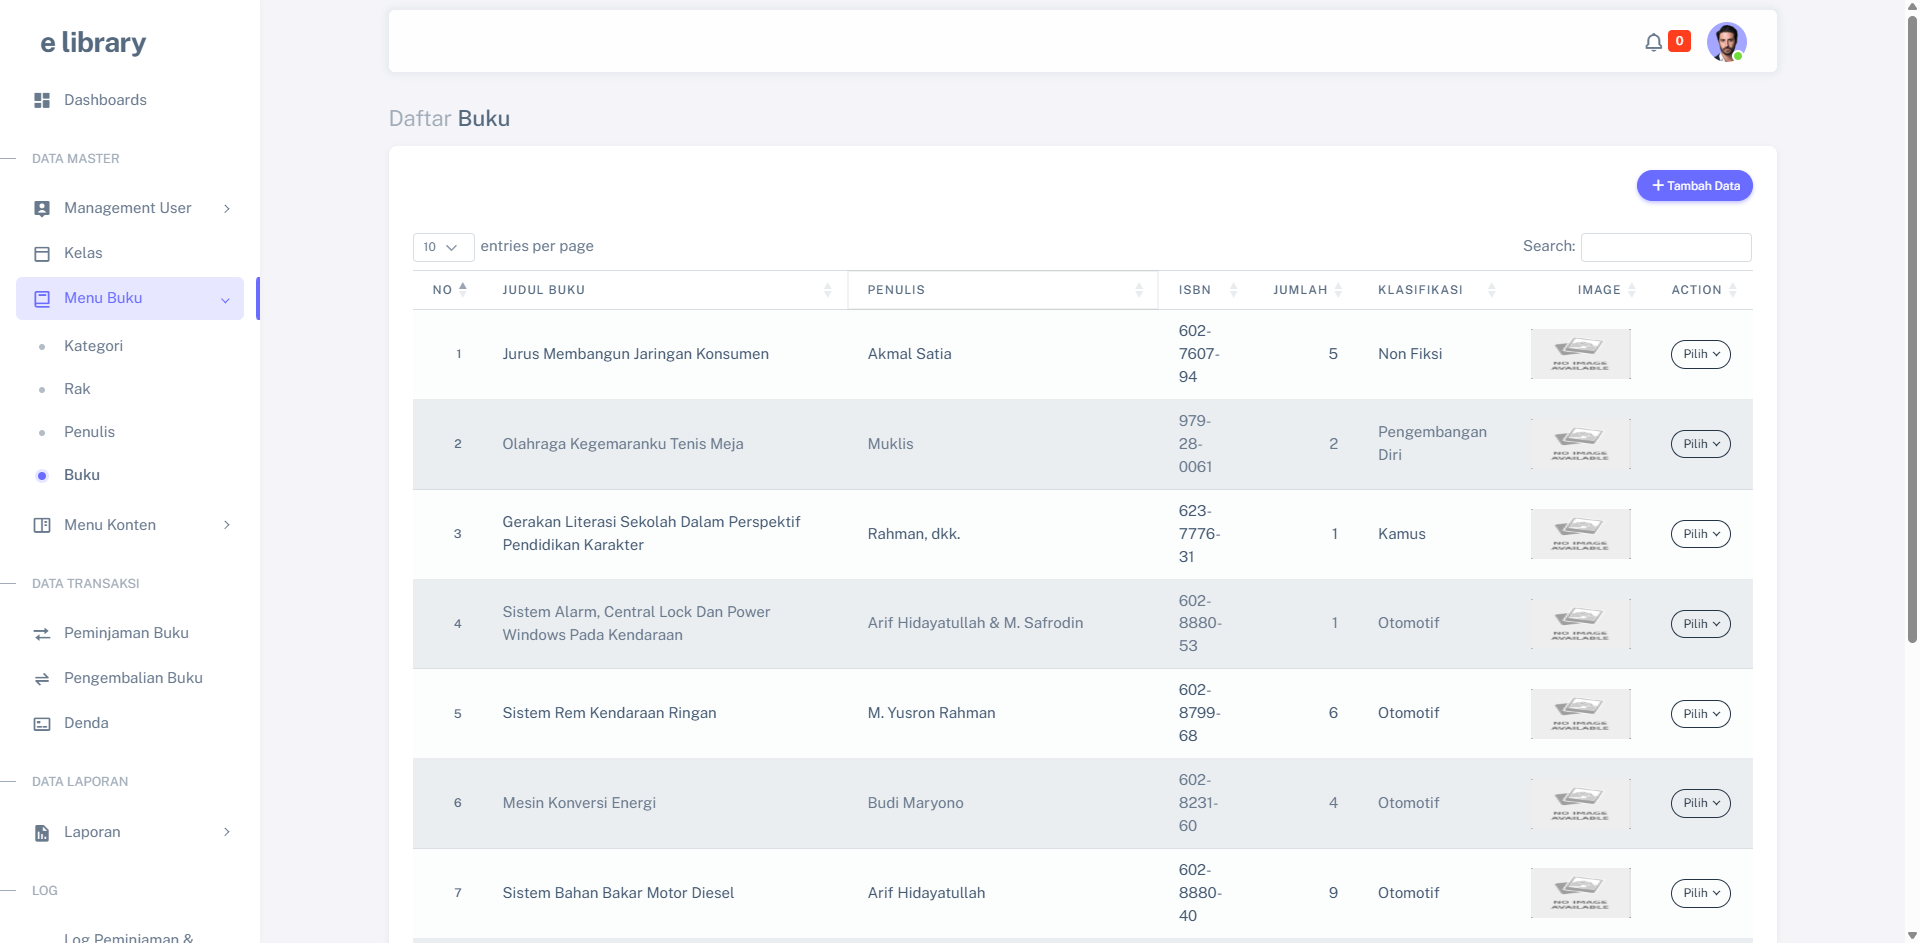 e library
Dashboards
DATA MASTER
Management User
Kelas
Menu Buku
Kategori
Rak
Penulis
Buku
Menu Konten
DATA TRANSAKSI
Peminjaman Buku
Pengembalian Buku
Denda
DATA LAPORAN
Laporan
LOG
Log Peminjaman &
0
Daftar Buku
+ Tambah Data
10 entries per page
Search:
NO JUDUL BUKU PENULIS ISBN JUMLAH KLASIFIKASI IMAGE ACTION
1 Jurus Membangun Jaringan Konsumen Akmal Satia 602-
7607-
94 5 Non Fiksi NO IMAGE
AVAILABLE Pilih
2 Olahraga Kegemaranku Tenis Meja Muklis 979-
28-
0061 2 Pengembangan
Diri NO IMAGE
AVAILABLE Pilih
3 Gerakan Literasi Sekolah Dalam Perspektif
Pendidikan Karakter Rahman, dkk. 623-
7776-
31 1 Kamus NO IMAGE
AVAILABLE Pilih
4 Sistem Alarm, Central Lock Dan Power
Windows Pada Kendaraan Arif Hidayatullah & M. Safrodin 602-
8880-
53 1 Otomotif NO IMAGE
AVAILABLE Pilih
5 Sistem Rem Kendaraan Ringan M. Yusron Rahman 602-
8799-
68 6 Otomotif NO IMAGE
AVAILABLE Pilih
6 Mesin Konversi Energi Budi Maryono 602-
8231-
60 4 Otomotif NO IMAGE
AVAILABLE Pilih
7 Sistem Bahan Bakar Motor Diesel Arif Hidayatullah 602-
8880-
40 9 Otomotif NO IMAGE
AVAILABLE Pilih